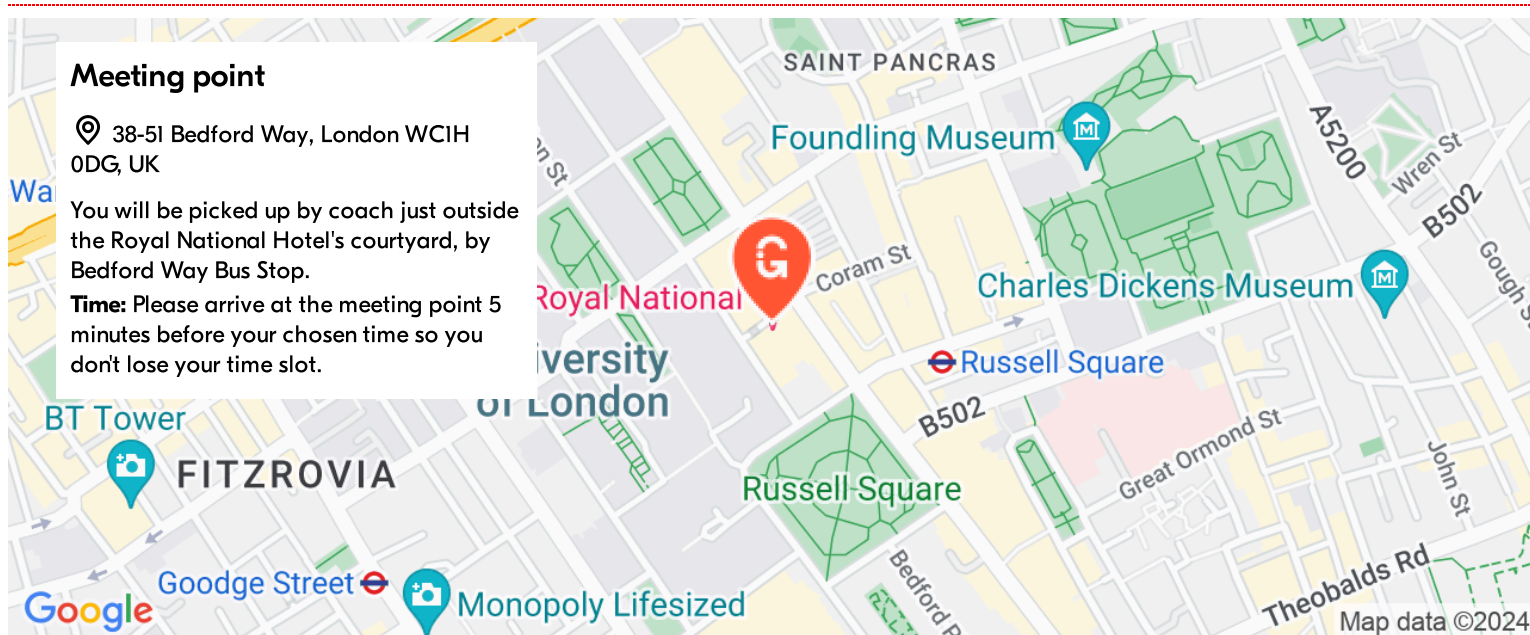 Meeting point
38-51 Bedford Way, London WC1H
0DG, UK
You will be picked up by coach just outside
the Royal National Hotel's courtyard, by
Bedford Way Bus Stop.
Time: Please arrive at the meeting point 5
minutes before your chosen time so you
don't lose your time slot.
SAINT PANCRAS
Foundling Museum
A5200
Wren St
B502
Gough S
Coram St
G
Royal National
Charles Dickens Museum
Russell Square
of London
B502
BT Tower
FITZROVIA
Great Ormond St
John St
Russell Square
Goodge Street
Bedford P
Theobalds Rd
Google
Monopoly Lifesized
Map data ©2024